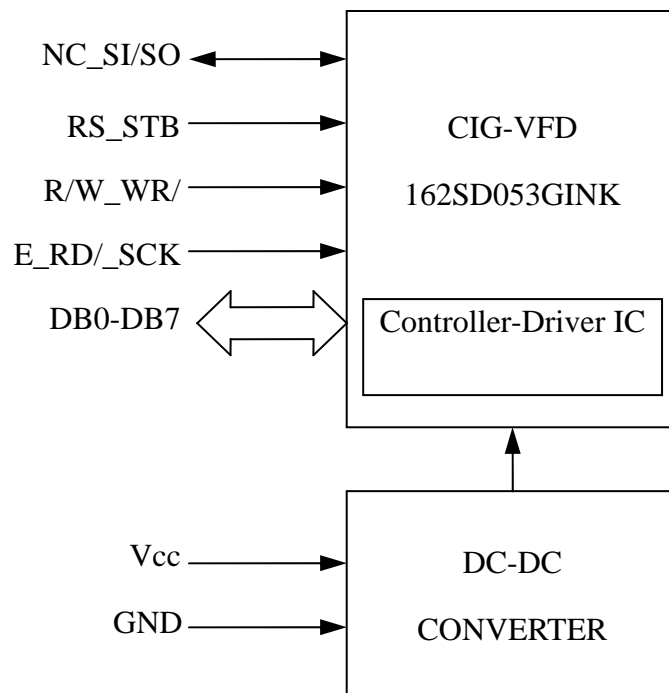 NC_SI/SO
RS_STB
R/W_WR/
E_RD/_SCK
DB0-DB7
CIG-VFD
162SD053GINK
Controller-Driver IC
Vcc
GND
DC-DC
CONVERTER